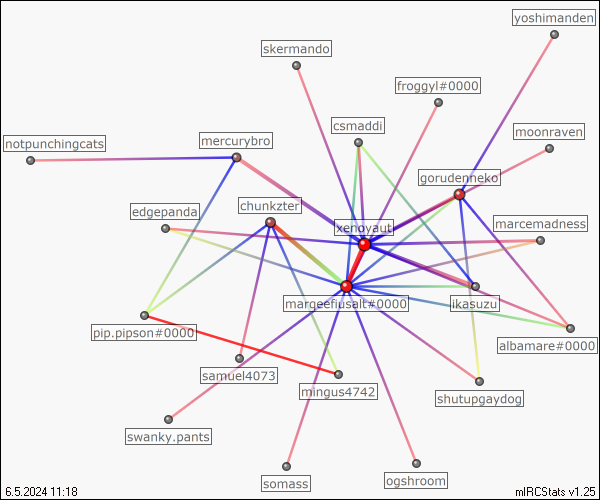 yoshimanden
skermando
froggyl#0000
csmaddi
moonraven
mercurybro
notpunchingcats
gorudenneko
chunkzter
edgepanda
xenoyaut
marcemadness
marqeefiusalt#0000
ikasuzu
pip.pipson#0000
albamare#0000
samuel4073
mingus4742
shutupgaydog
swanky.pants
somass
ogshroom
6.5.2024 11:18
mIRCStats v1.25